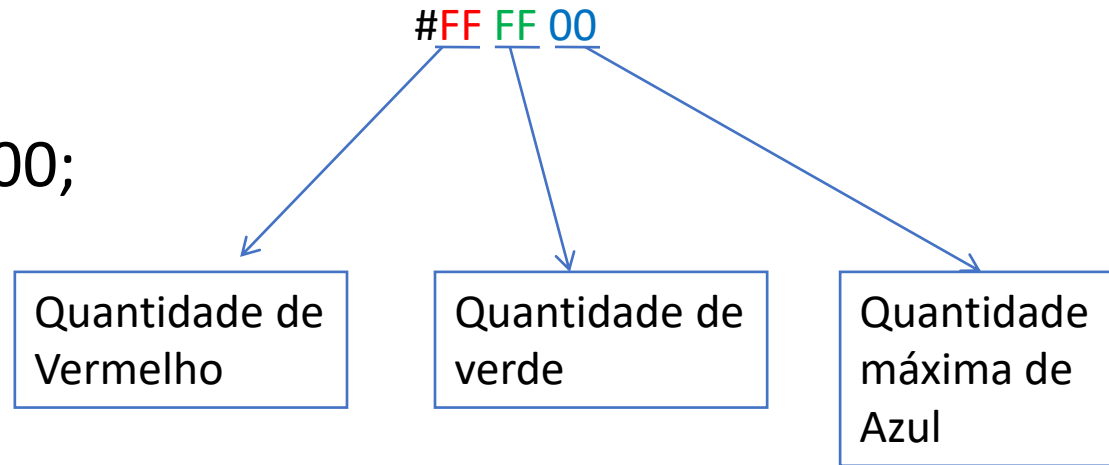 #FF FF 00
00;
Quantidade de
Vermelho
Quantidade de
verde
Quantidade
máxima de
Azul